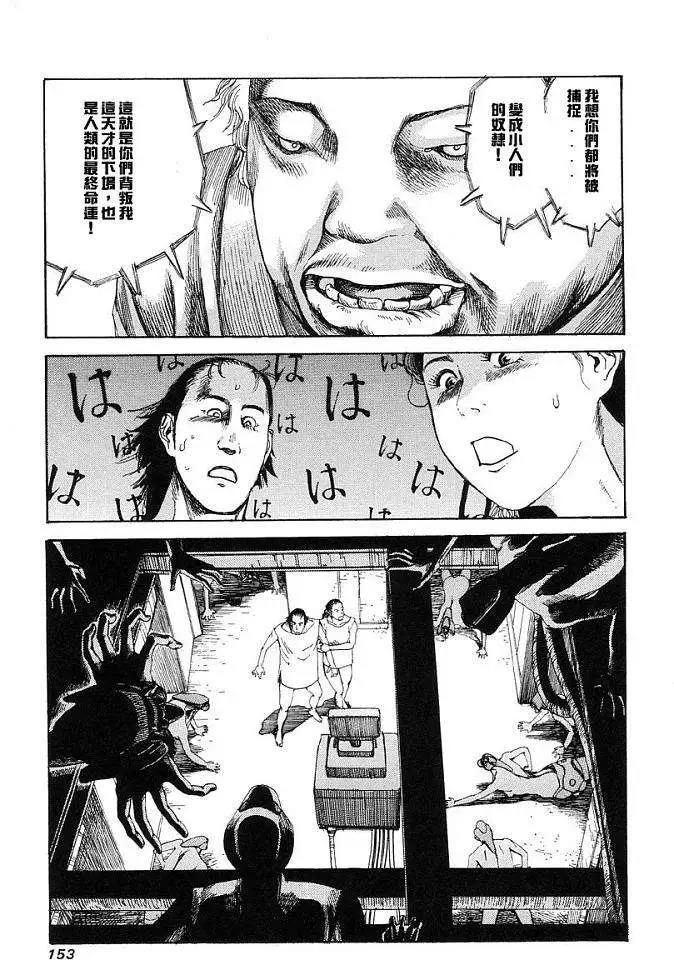 我想你們都將被
捕捉．．．．
變成小人們
的奴隸！
這就是你們背叛我
這天才的下場，也
是人類的最終命運！
は
は
は
は
は
は
は
は
は
は
は
153